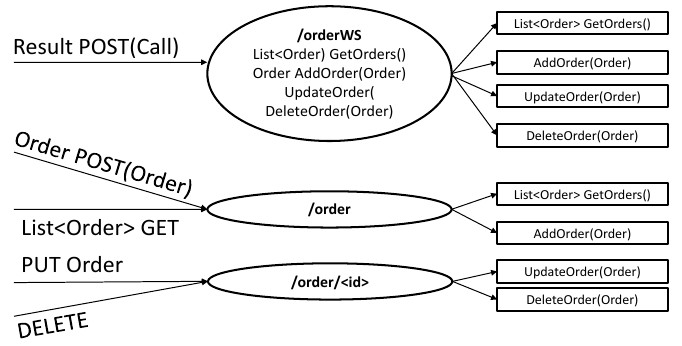 Result POST(Call)
/orderWS
List<Order) GetOrders()
Order AddOrder(Order)
UpdateOrder(
DeleteOrder(Order)
List<Order> GetOrders()
AddOrder(Order)
UpdateOrder(Order)
DeleteOrder(Order)
Order POST(Order)
List<Order> GET
/order
List<Order> GetOrders()
AddOrder(Order)
PUT Order
DELETE
/order/<id>
UpdateOrder(Order)
DeleteOrder(Order)